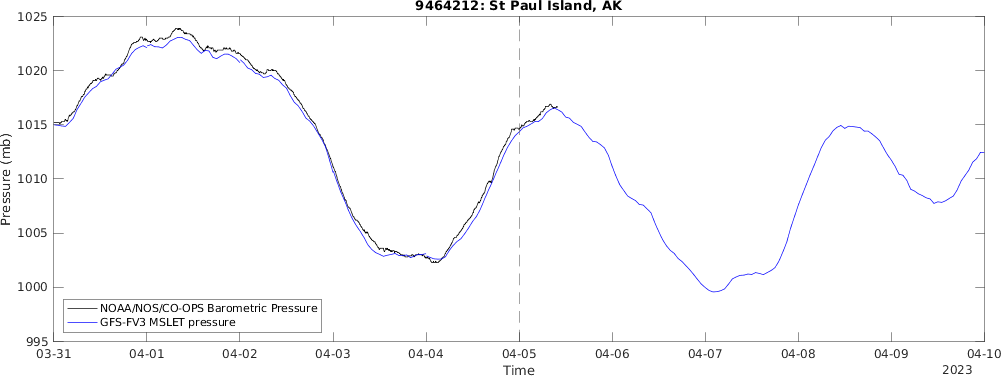 9464212: St Paul Island, AK
Pressure (mb)
1025
1020
1015
1010
1005
1000
995
NOAA/NOS/CO-OPS Barometric Pressure
GFS-FV3 MSLET pressure
03-31 04-01 04-02 04-03 04-04 04-05 04-06 04-07 04-08 04-09 04-10
Time
2023